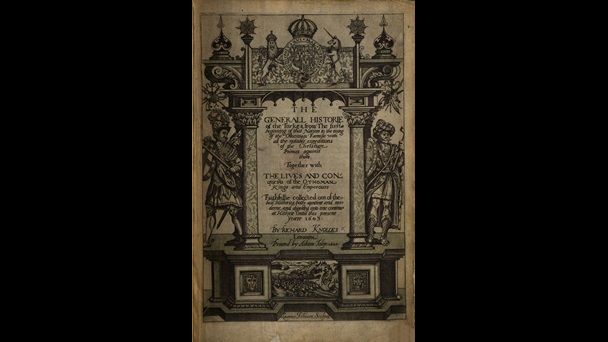 THE
GENERALL HISTORIE
of the Turkes, from The first
beginning of that Nation to the rising
of the Othoman Familie: with
all the notable expeditions
of the Christian
Princes against
them.
Together with
THE LIVES AND CON
quests of the OTHOMAN
Kings and Emperours
Faithfullie collected out of the
best Histories, both auntient and mo
derne, and digested into one continu
at Historie untill this present
yeare 1603
By RICHARD KNOLLES
London
Printed by Adam Islip